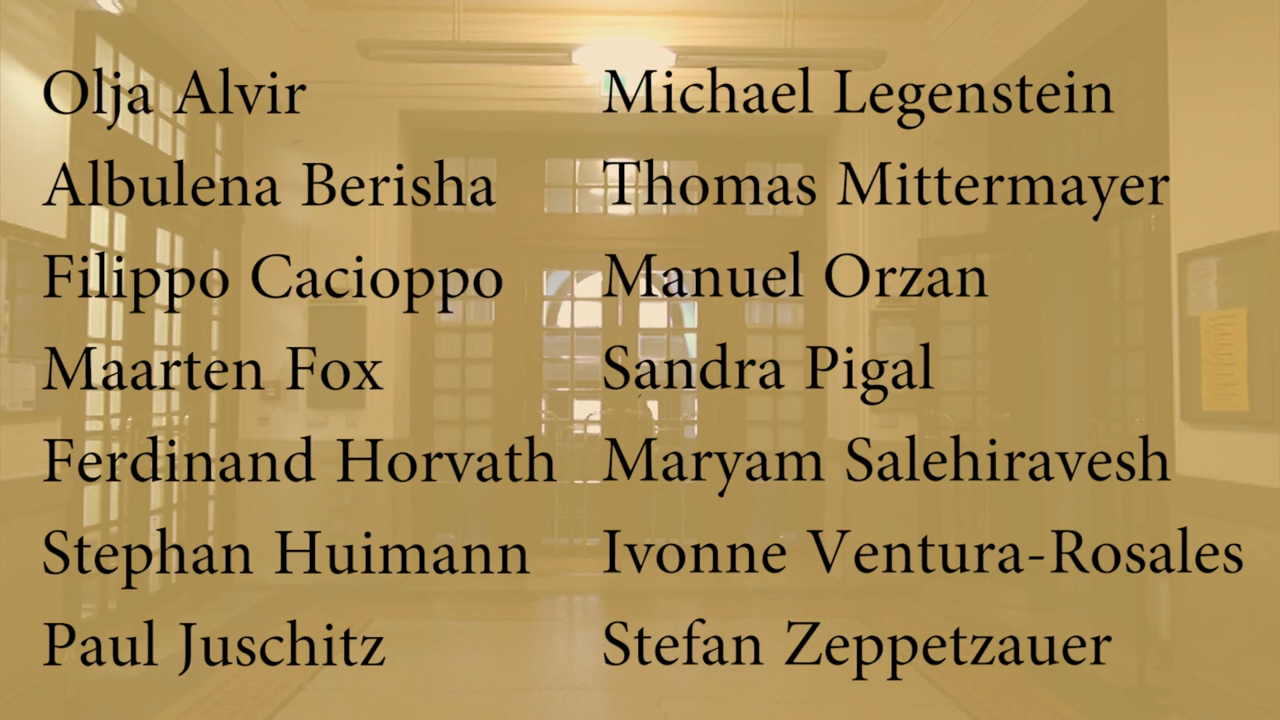 Olja Alvir
Albulena Berisha
Filippo Cacioppo
Maarten Fox
Ferdinand Horvath
Stephan Huimann
Paul Juschitz
Michael Legenstein
Thomas Mittermayer
Manuel Orzan
Sandra Pigal
Maryam Salehiravesh
Ivonne Ventura-Rosales
Stefan Zeppetzauer